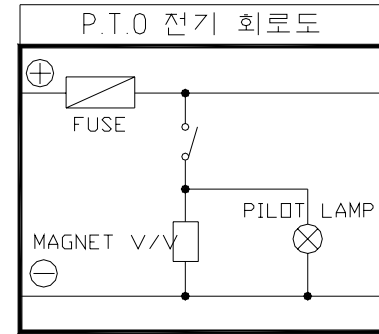 P.T.O 전기 회로도
FUSE
PILOT LAMP
MAGNET V/V